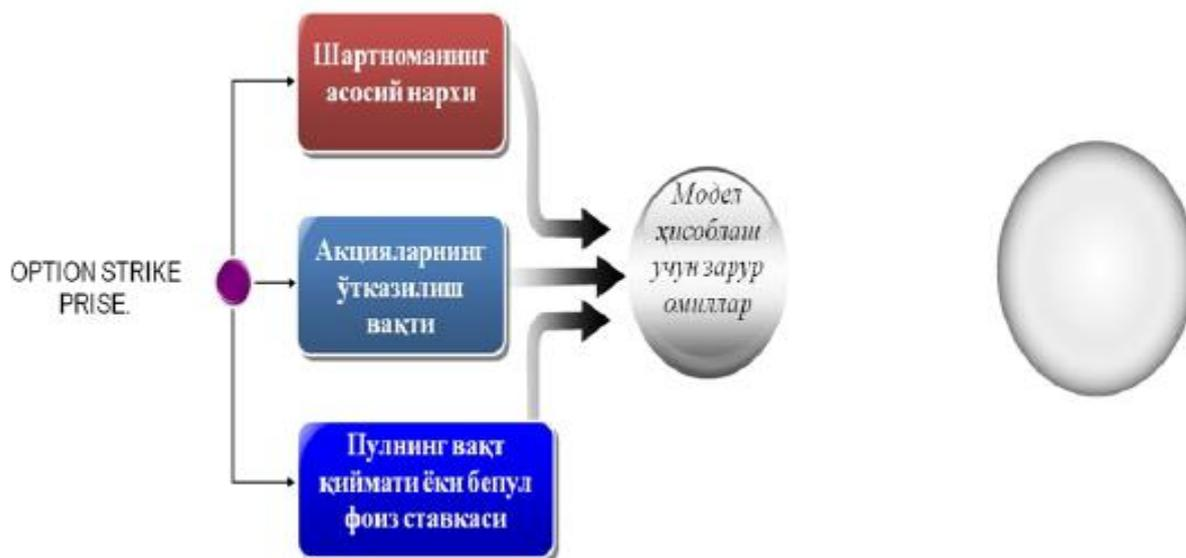 Шартноманинг
асосий нархи
OPTION STRIKE
PRISE.
Акцияларнинг
ўтказилиш
вақти
Пулнинг вақт
қиймати ёки бепул
фоиз ставкаси
Модел
ҳисоблаш
учун зарур
омиллар